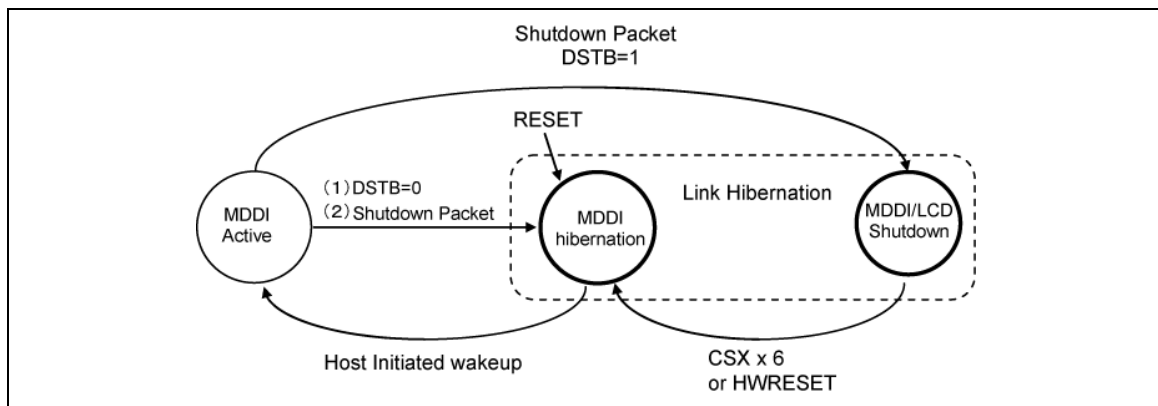 Shutdown Packet
DSTB=1
RESET
(1)DSTB=0
(2)Shutdown Packet
Link Hibernation
MDDI
Active
MDDI
hibernation
MDDI/LCD
Shutdown
Host Initiated wakeup
CSX x 6
or HWRESET